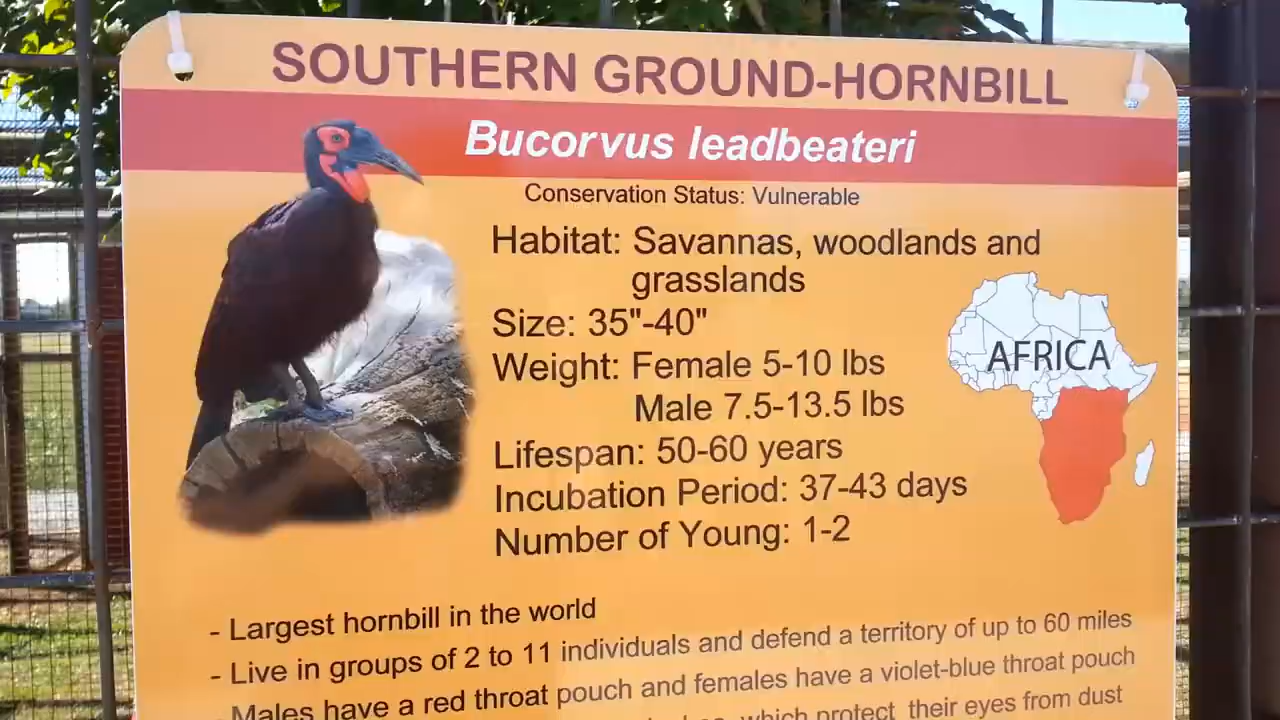 SOUTHERN GROUND-HORNBILL
Bucorvus leadbeateri
Conservation Status: Vulnerable
Habitat: Savannas, woodlands and
grasslands
Size: 35"-40"
Weight: Female 5-10 lbs
Male 7.5-13.5 lbs
Lifespan: 50-60 years
Incubation Period: 37-43 days
Number of Young: 1-2
AFRICA
- Largest hornbill in the world
- Live in groups of 2 to 11 individuals and defend a territory of up to 60 miles
- Males have a red throat pouch and females have a violet-blue throat pouch
which protect their eyes from dust